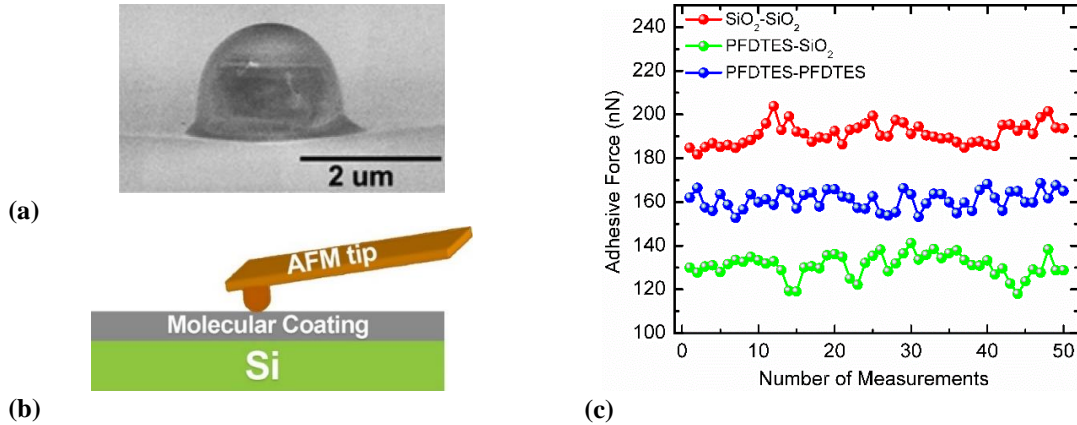 2 um
(a)
AFM tip
Molecular Coating
Si
(b)
SiO₂-SiO₂
PFDTES-SiO₂
PFDTES-PFDTES
Adhesive Force (nN)
250
240
220
200
180
160
140
120
100
0
10
20
30
40
50
Number of Measurements
(c)